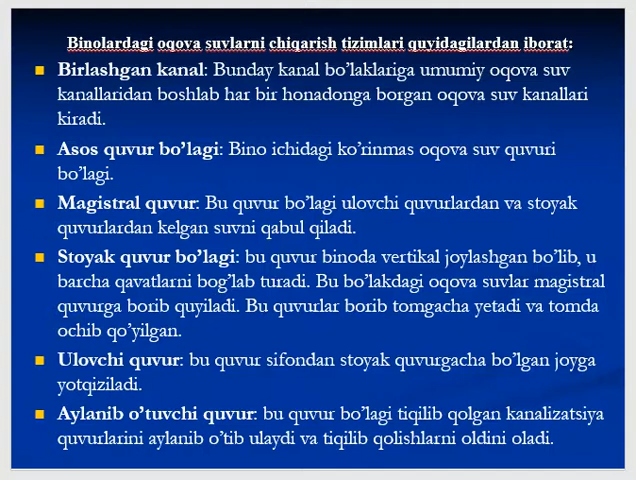 Binolardagi oqova suvlarni chiqarish tizimlari quyidagilardan iborat:
Birlashgan kanal: Bunday kanal bo'laklariga umumiy oqova suv
kanallaridan boshlab har bir honadonga borgan oqova suv kanallari
kiradi.
Asos quvur bo'lagi: Bino ichidagi ko'rinmas oqova suv quvuri
bo'lagi.
Magistral quvur: Bu quvur bo'lagi ulovchi quvurlardan va stoyak
quvurlardan kelgan suvni qabul qiladi.
Stoyak quvur bo'lagi: bu quvur binoda vertikal joylashgan bo'lib, u
barcha qavatlarni bog'lab turadi. Bu bo'lakdagi oqova suvlar magistral
quvurga borib quyiladi. Bu quvurlar borib tomgacha yetadi va tomda
ochib qo'yilgan.
Ulovchi quvur: bu quvur sifondan stoyak quvurgacha bo'lgan joyga
yotqiziladi.
Aylanib o'tuvchi quvur: bu quvur bo'lagi tiqilib qolgan kanalizatsiya
quvurlarini aylanib o'tib ulaydi va tiqilib qolishlarni oldini oladi.